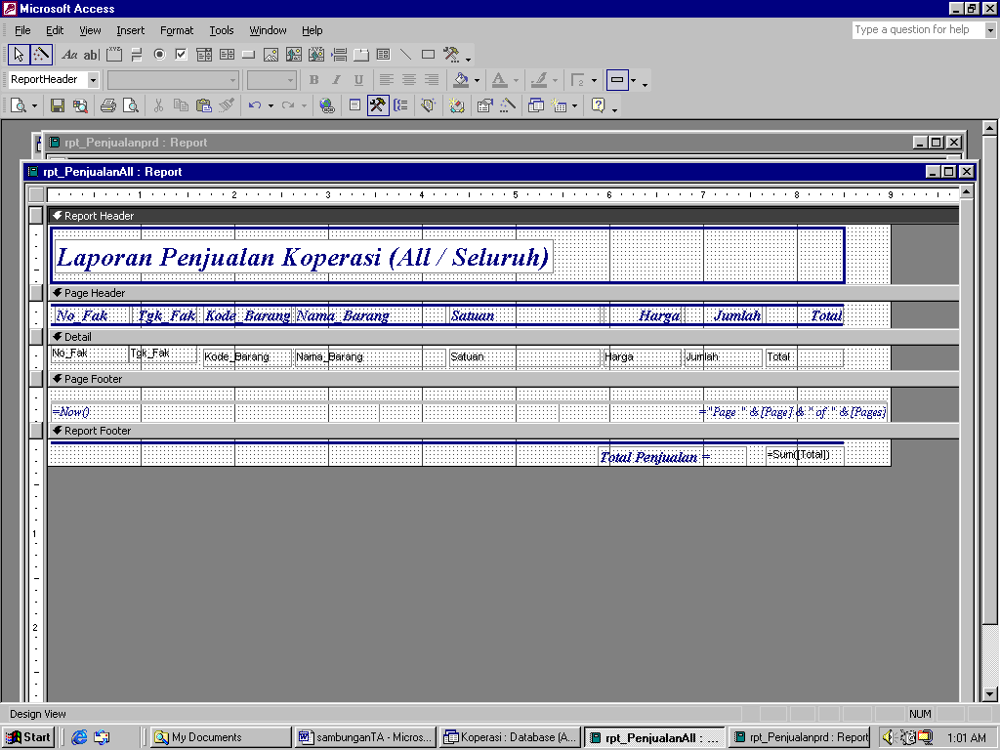 Microsoft Access
File Edit View Insert Format Tools Window Help
Type a question for help
Aa ab|
ReportHeader
B I U
rpt_Penjualanprd : Report
rpt_PenjualanAll : Report
1 2 3 4 5 6 7 8 9
Report Header
Laporan Penjualan Koperasi (All / Seluruh)
Page Header
No_Fak Tgk_Fak Kode_Barang Nama_Barang Satuan Harga Jumlah Total
Detail
No_Fak Tgk_Fak Kode_Barang Nama_Barang Satuan Harga Jumlah Total
Page Footer
=Now() ="Page " & [Page] & " of " & [Pages]
Report Footer
Total Penjualan = =Sum([Total])
1
2
Design View NUM
Start My Documents sambunganTA - Micros... Koperasi : Database (A... rpt_PenjualanAll : ... rpt_Penjualanprd : Report 1:01 AM